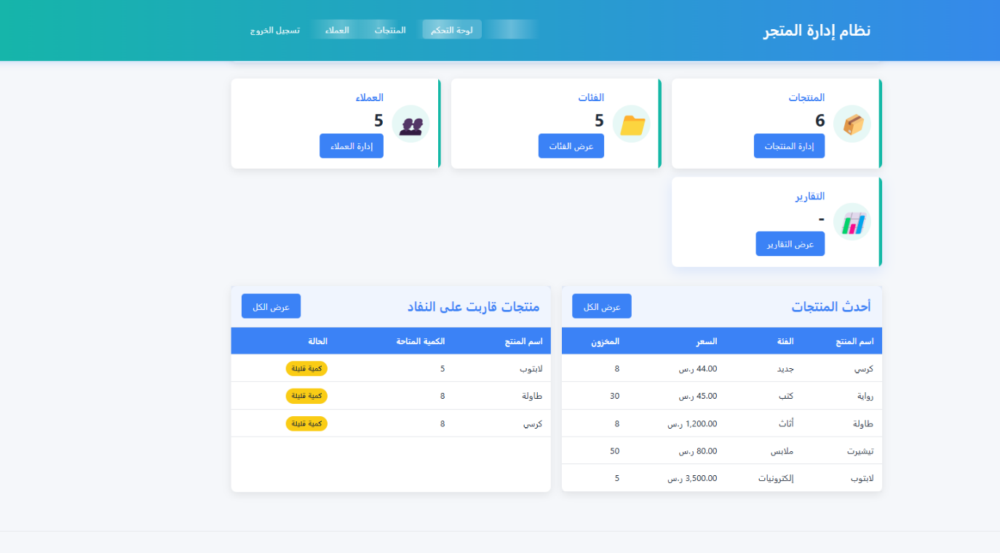 نظام إدارة المتجر
لوحة التحكم المنتجات العملاء تسجيل الخروج
المنتجات
6
إدارة المنتجات
الفئات
5
عرض الفئات
العملاء
5
إدارة العملاء
التقارير
-
عرض التقارير
أحدث المنتجات
عرض الكل
اسم المنتج الفئة السعر المخزون
كرسي جديد 44.00 ر.س 8
رواية كتب 45.00 ر.س 30
طاولة أثاث 1,200.00 ر.س 8
تيشيرت ملابس 80.00 ر.س 50
لابتوب إلكترونيات 3,500.00 ر.س 5
منتجات قاربت على النفاد
عرض الكل
اسم المنتج الكمية المتاحة الحالة
لابتوب 5 كمية قليلة
طاولة 8 كمية قليلة
كرسي 8 كمية قليلة